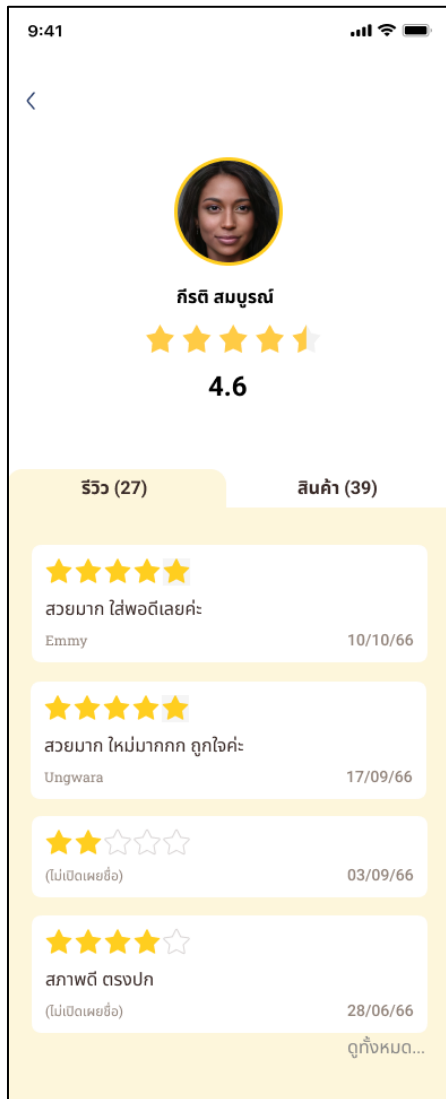 9:41
กีรติ สมบูรณ์
4.6
รีวิว (27) สินค้า (39)
สวยมาก ใส่พอดีเลยค่ะ
Emmy 10/10/66
สวยมาก ใหม่มากกก ถูกใจค่ะ
Ungwara 17/09/66
(ไม่เปิดเผยชื่อ) 03/09/66
สภาพดี ตรงปก
(ไม่เปิดเผยชื่อ) 28/06/66
ดูทั้งหมด...